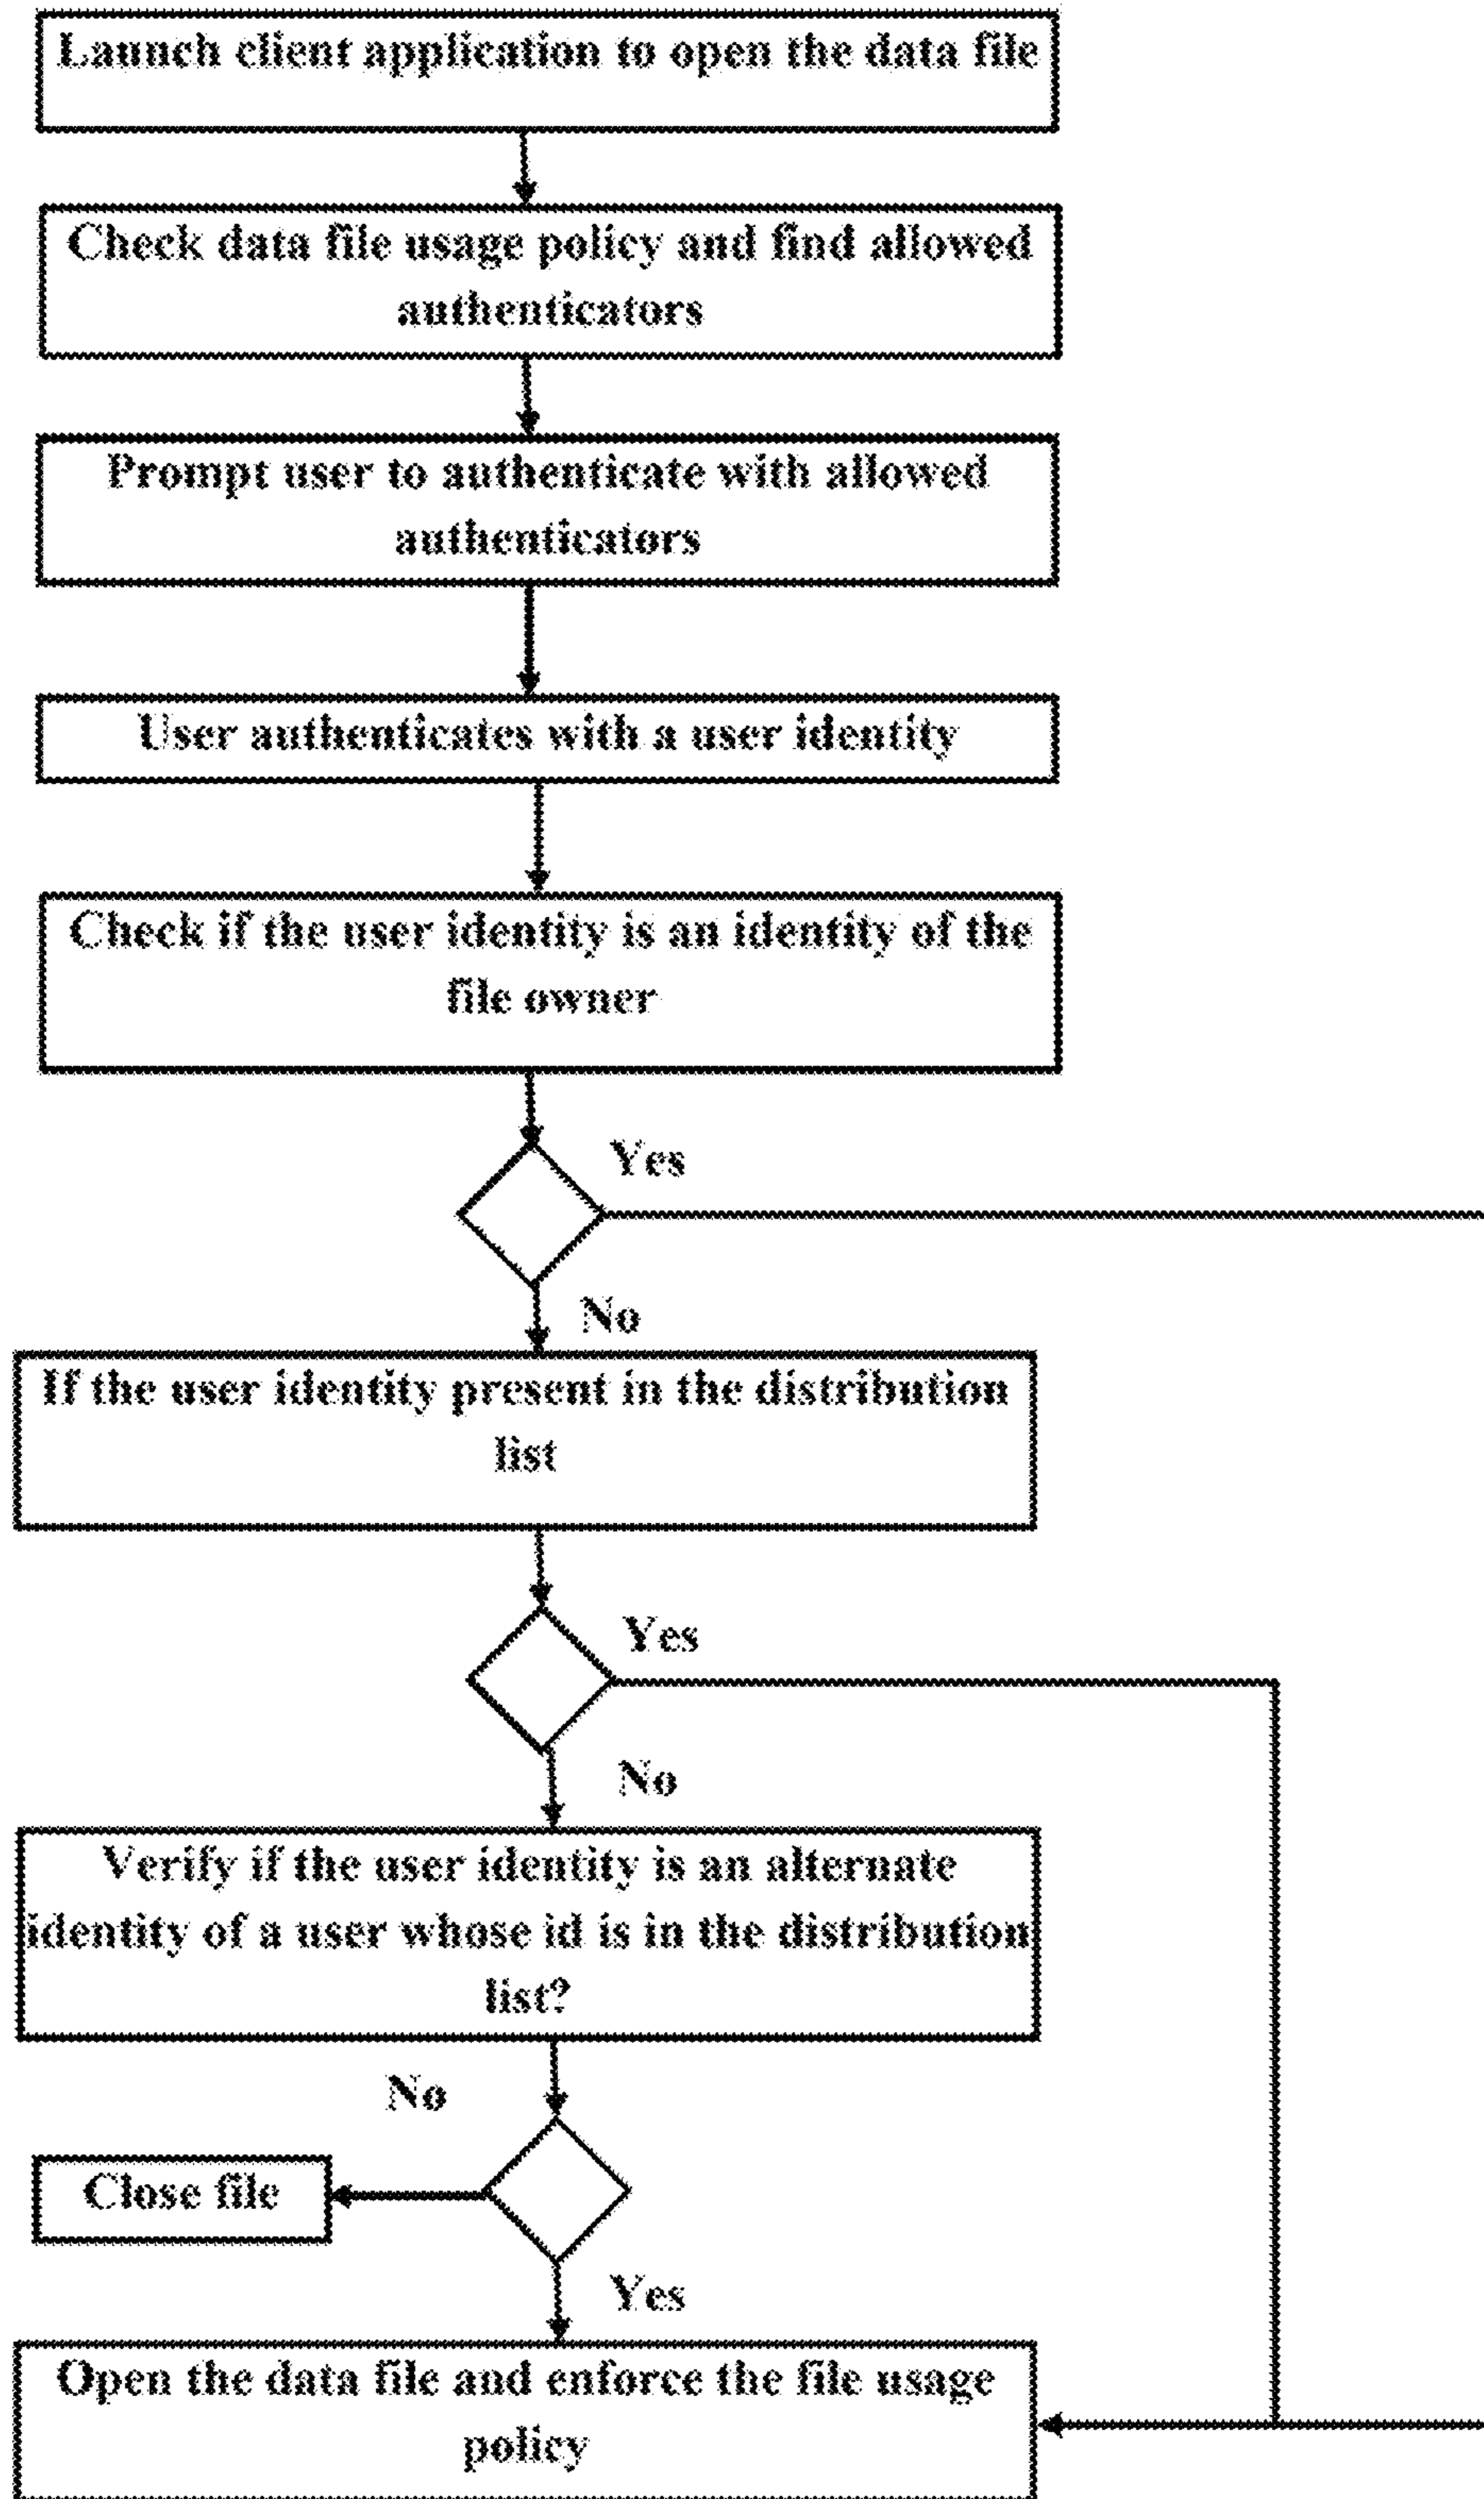 Launch client application to open the data file
Check data file usage policy and find allowed
authenticators
Prompt user to authenticate with allowed
authenticators
User authenticates with a user identity
Check if the user identity is an identity of the
file owner
Yes
No
If the user identity present in the distribution
list
Yes
No
Verify if the user identity is an alternate
identity of a user whose id is in the distribution
list?
No
Close file
Yes
Open the data file and enforce the file usage
policy